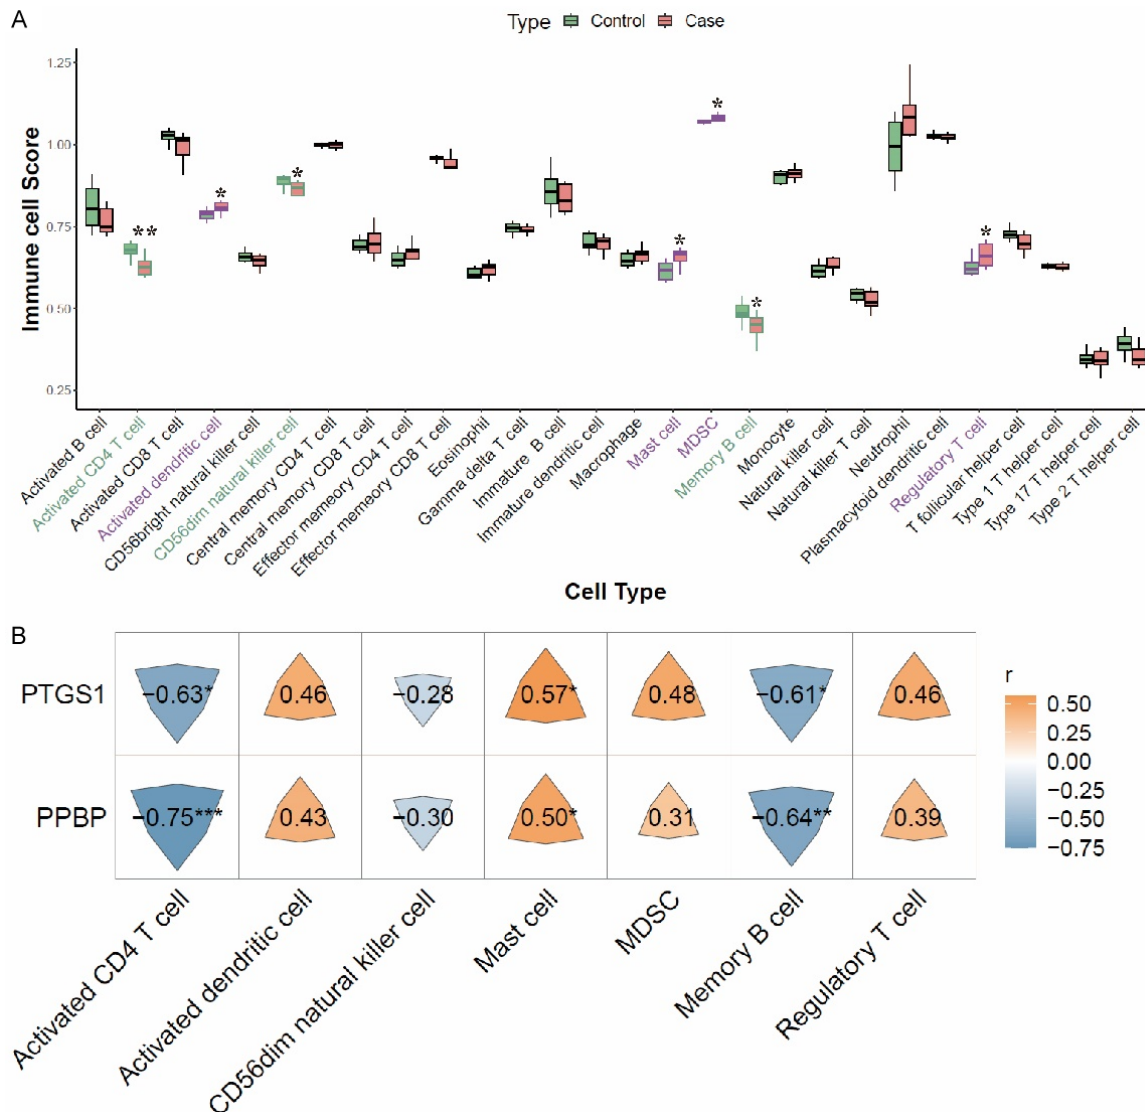 A
Type Control Case
Immune cell Score
1.25
1.00
0.75
0.50
0.25
**
*
*
*
*
*
*
Activated B cell
Activated CD4 T cell
Activated CD8 T cell
Activated dendritic cell
CD56bright natural killer cell
CD56dim natural killer cell
Central memory CD4 T cell
Central memory CD8 T cell
Effector memory CD4 T cell
Effector memory CD8 T cell
Eosinophil
Gamma delta T cell
Immature B cell
Immature dendritic cell
Macrophage
Mast cell
MDSC
Memory B cell
Monocyte
Natural killer cell
Natural killer T cell
Neutrophil
Plasmacytoid dendritic cell
Regulatory T cell
T follicular helper cell
Type 1 T helper cell
Type 17 T helper cell
Type 2 T helper cell
Cell Type
B
PTGS1 −0.63* 0.46 −0.28 0.57* 0.48 −0.61* 0.46
PPBP −0.75*** 0.43 −0.30 0.50* 0.31 −0.64** 0.39
r
0.50
0.25
0.00
−0.25
−0.50
−0.75
Activated CD4 T cell
Activated dendritic cell
CD56dim natural killer cell
Mast cell
MDSC
Memory B cell
Regulatory T cell